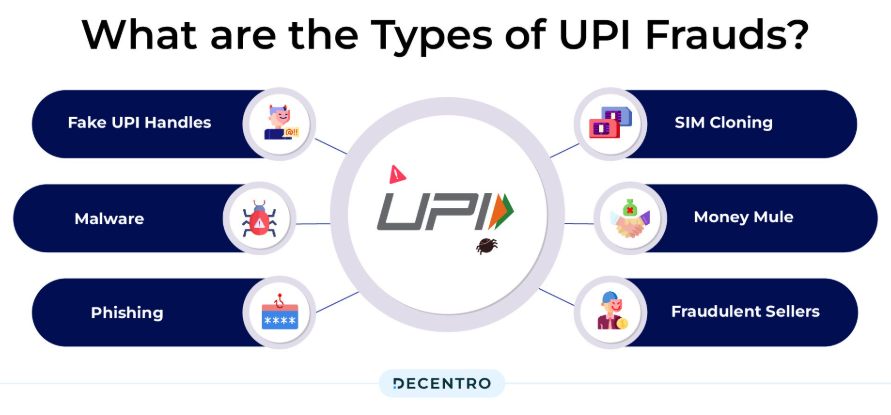 What are the Types of UPI Frauds?
Fake UPI Handles
SIM Cloning
@!!
UPI
Malware
Money Mule
Phishing
****
Fraudulent Sellers
DECENTRO